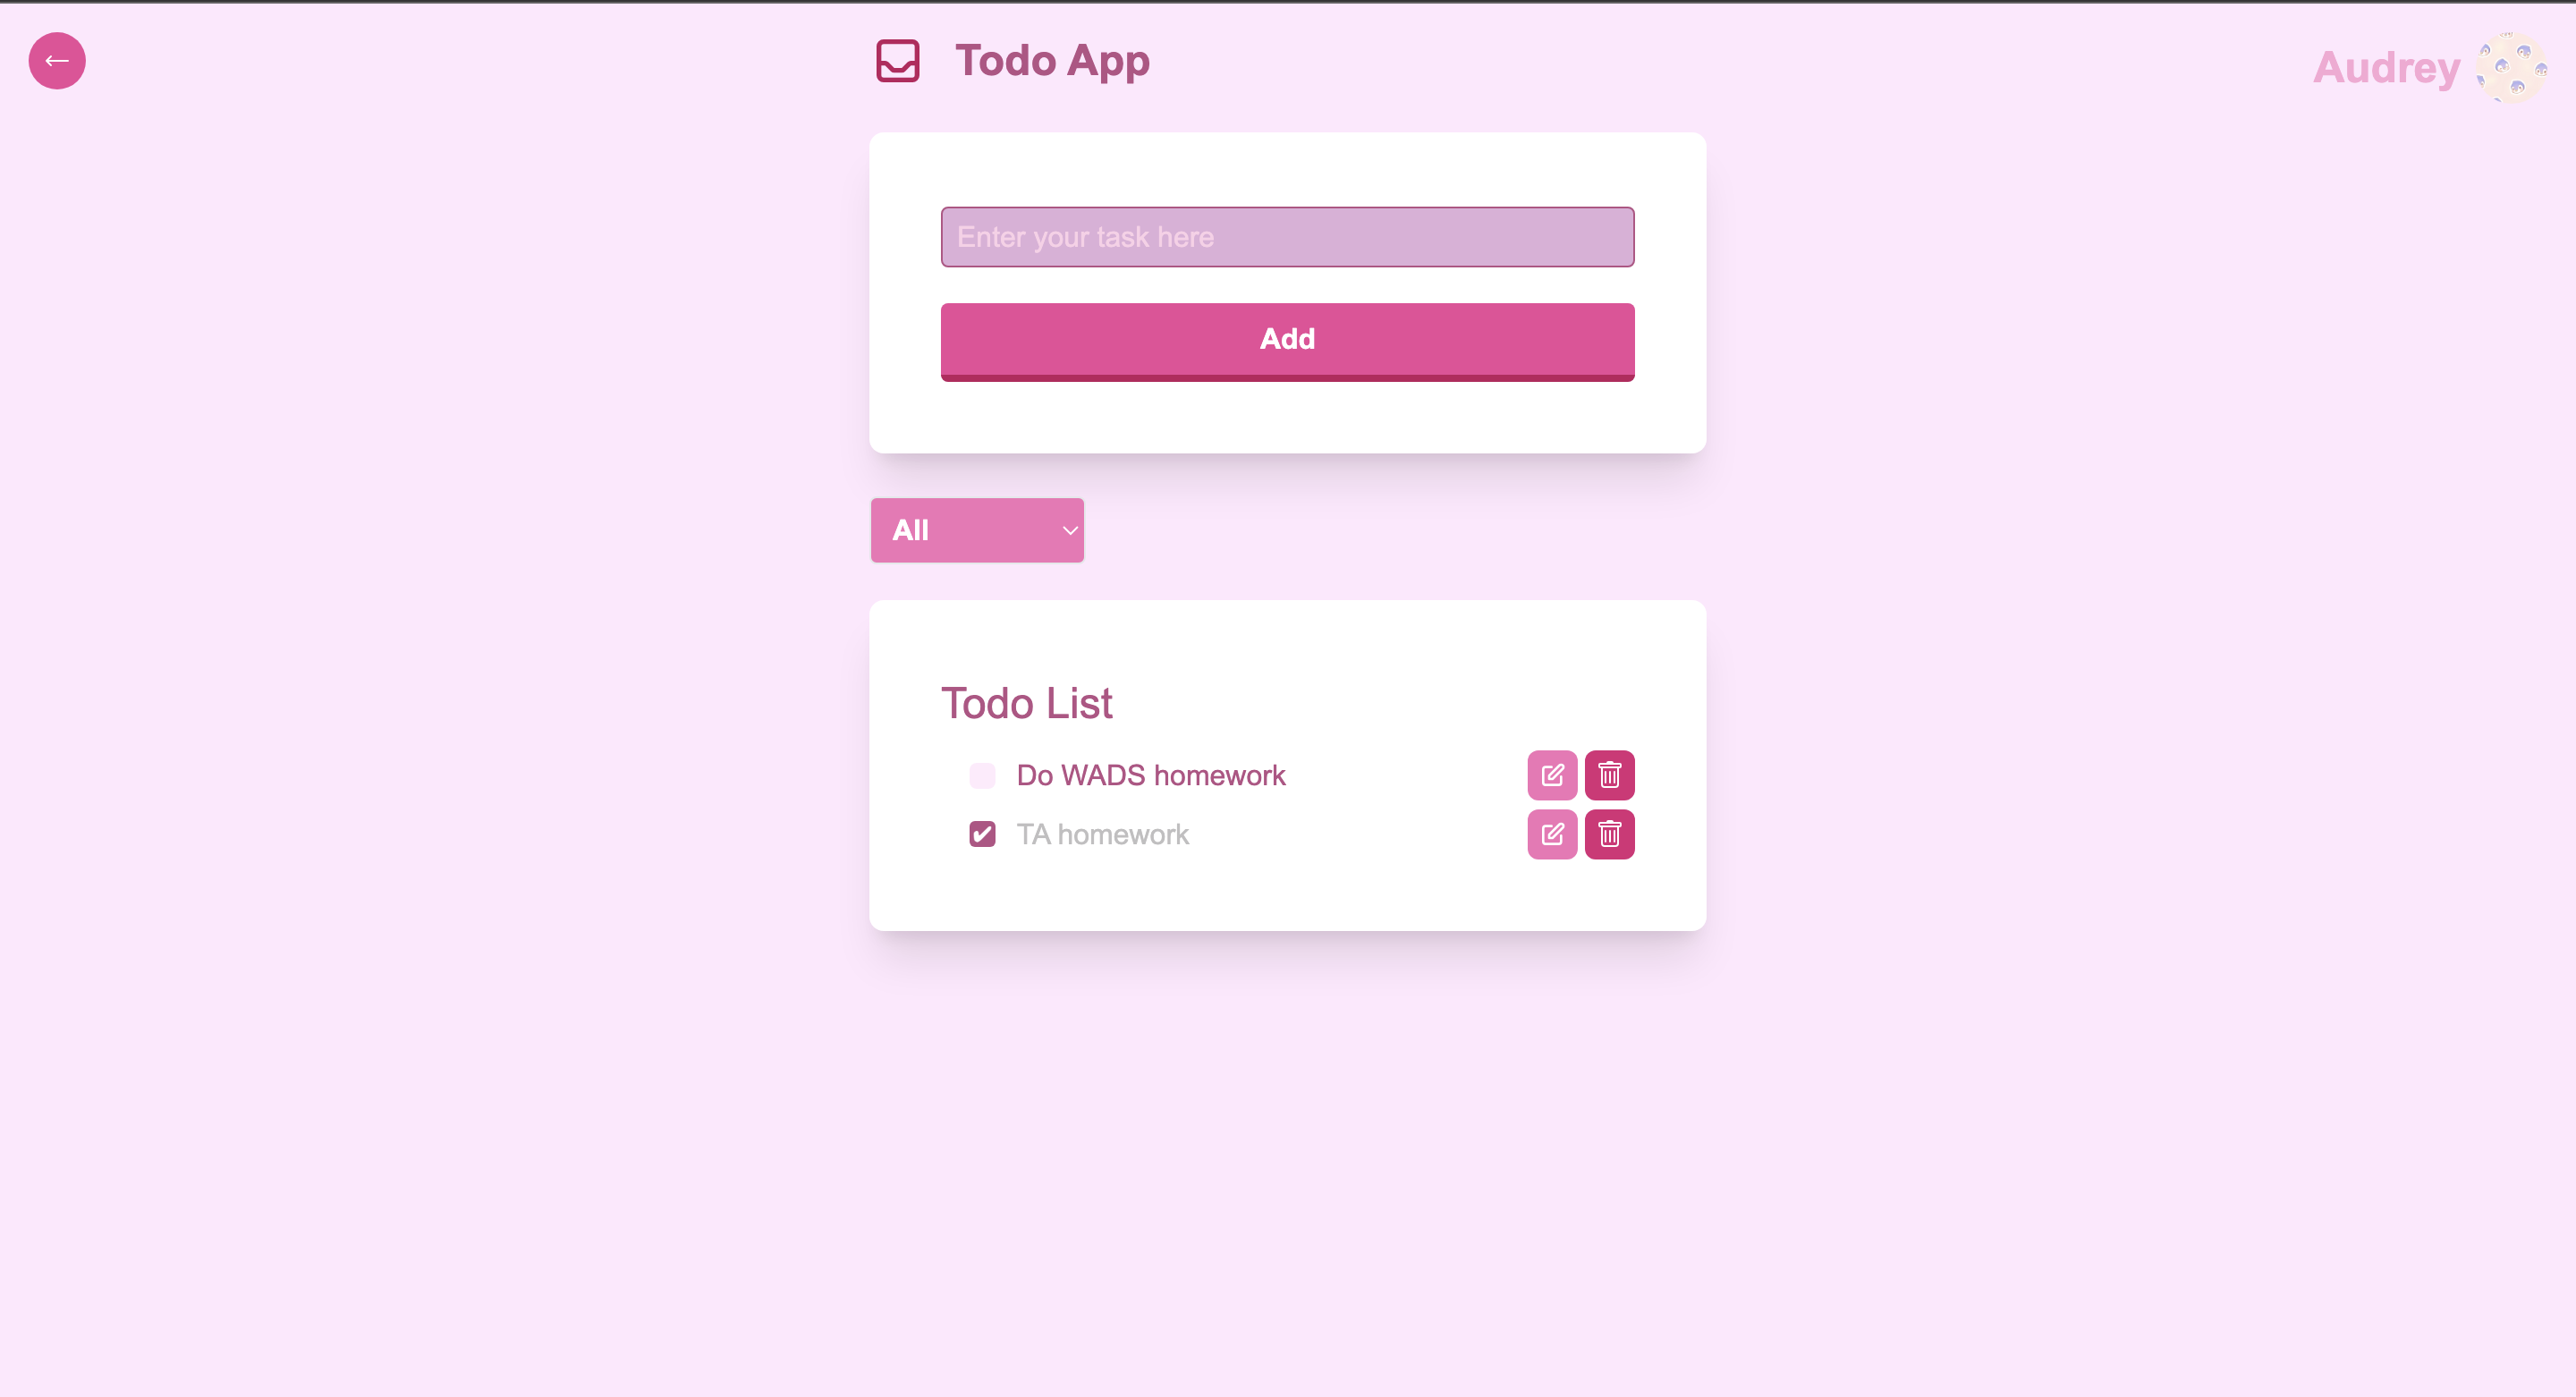 Todo App
Audrey
Enter your task here
Add
All
Todo List
Do WADS homework
TA homework